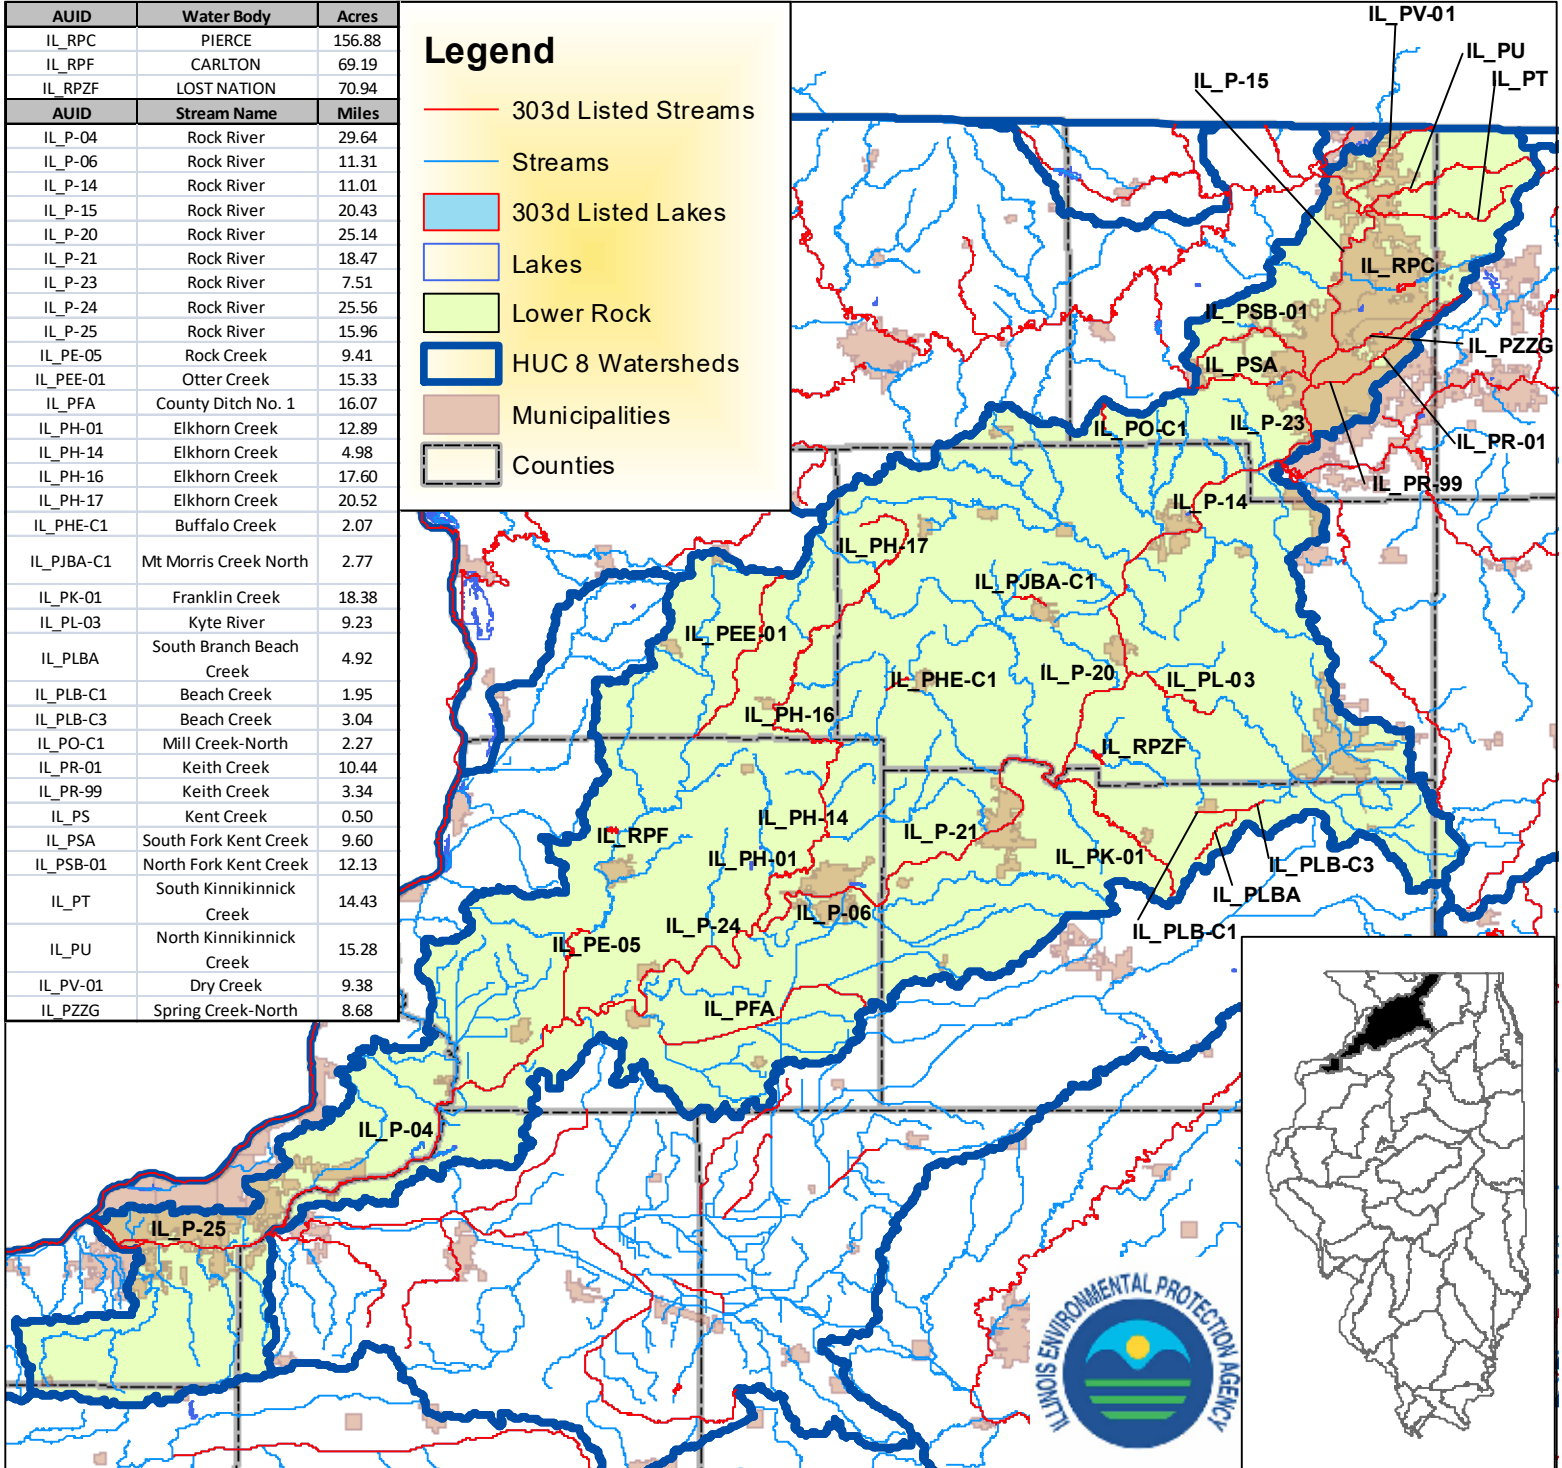 AUID Water Body Acres
IL_RPC PIERCE 156.88
IL_RPF CARLTON 69.19
IL_RPZF LOST NATION 70.94
AUID Stream Name Miles
IL_P-04 Rock River 29.64
IL_P-06 Rock River 11.31
IL_P-14 Rock River 11.01
IL_P-15 Rock River 20.43
IL_P-20 Rock River 25.14
IL_P-21 Rock River 18.47
IL_P-23 Rock River 7.51
IL_P-24 Rock River 25.56
IL_P-25 Rock River 15.96
IL_PE-05 Rock Creek 9.41
IL_PEE-01 Otter Creek 15.33
IL_PFA County Ditch No. 1 16.07
IL_PH-01 Elkhorn Creek 12.89
IL_PH-14 Elkhorn Creek 4.98
IL_PH-16 Elkhorn Creek 17.60
IL_PH-17 Elkhorn Creek 20.52
IL_PHE-C1 Buffalo Creek 2.07
IL_PJBA-C1 Mt Morris Creek North 2.77
IL_PK-01 Franklin Creek 18.38
IL_PL-03 Kyte River 9.23
IL_PLBA South Branch Beach
Creek 4.92
IL_PLB-C1 Beach Creek 1.95
IL_PLB-C3 Beach Creek 3.04
IL_PO-C1 Mill Creek-North 2.27
IL_PR-01 Keith Creek 10.44
IL_PR-99 Keith Creek 3.34
IL_PS Kent Creek 0.50
IL_PSA South Fork Kent Creek 9.60
IL_PSB-01 North Fork Kent Creek 12.13
IL_PT South Kinnikinnick
Creek 14.43
IL_PU North Kinnikinnick
Creek 15.28
IL_PV-01 Dry Creek 9.38
IL_PZZG Spring Creek-North 8.68
Legend
303d Listed Streams
Streams
303d Listed Lakes
Lakes
Lower Rock
HUC 8 Watersheds
Municipalities
Counties
IL_PV-01
IL_PU
IL_PT
IL_P-15
IL_RPC
IL_PSB-01
IL_PZZG
IL_PSA
IL_PO-C1
IL_P-23
IL_PR-01
IL_PR-99
IL_P-14
IL_PH-17
IL_PJBA-C1
IL_PEE-01
IL_PHE-C1
IL_P-20
IL_PL-03
IL_PH-16
IL_RPZF
IL_PH-14
IL_RPF
IL_P-21
IL_PH-01
IL_PK-01
IL_PLB-C3
IL_PLBA
IL_P-06
IL_P-24
IL_PLB-C1
IL_PE-05
IL_PFA
IL_P-04
IL_P-25
ILLINOIS ENVIRONMENTAL PROTECTION AGENCY